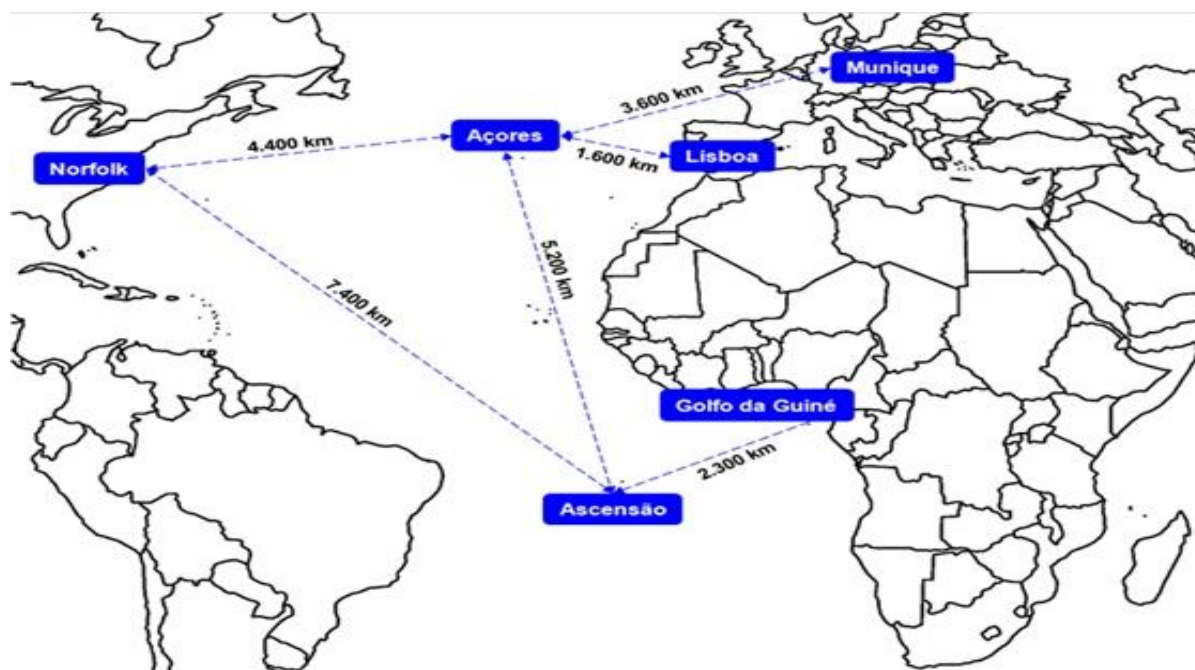 Munique
3.600 km
Açores
4.400 km
1.600 km
Lisboa
Norfolk
5.200 km
7.400 km
Golfo da Guiné
2.300 km
Ascensão